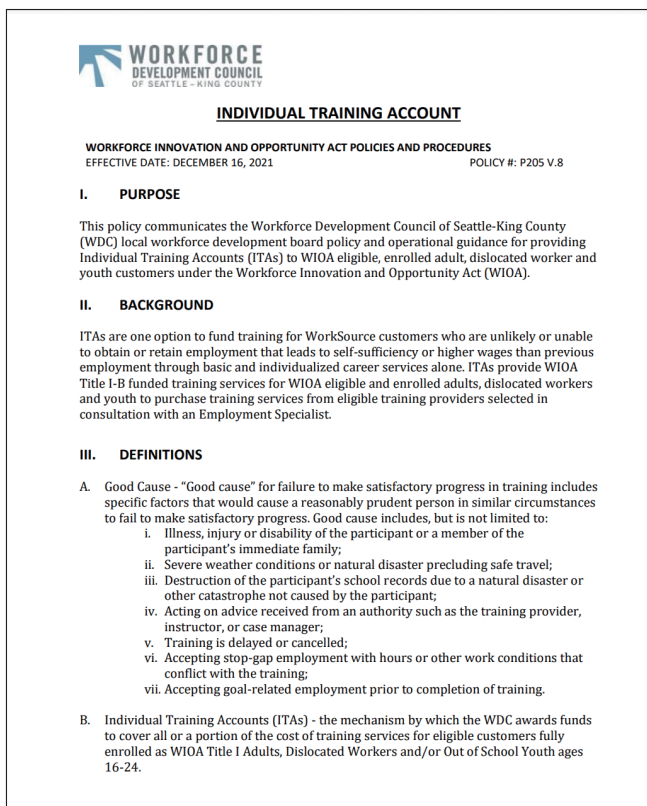 WORKFORCE
DEVELOPMENT COUNCIL
OF SEATTLE – KING COUNTY
INDIVIDUAL TRAINING ACCOUNT
WORKFORCE INNOVATION AND OPPORTUNITY ACT POLICIES AND PROCEDURES
EFFECTIVE DATE: DECEMBER 16, 2021 POLICY #: P205 V.8
I. PURPOSE
This policy communicates the Workforce Development Council of Seattle-King County
(WDC) local workforce development board policy and operational guidance for providing
Individual Training Accounts (ITAs) to WIOA eligible, enrolled adult, dislocated worker and
youth customers under the Workforce Innovation and Opportunity Act (WIOA).
II. BACKGROUND
ITAs are one option to fund training for WorkSource customers who are unlikely or unable
to obtain or retain employment that leads to self-sufficiency or higher wages than previous
employment through basic and individualized career services alone. ITAs provide WIOA
Title I-B funded training services for WIOA eligible and enrolled adults, dislocated workers
and youth to purchase training services from eligible training providers selected in
consultation with an Employment Specialist.
III. DEFINITIONS
A. Good Cause - “Good cause” for failure to make satisfactory progress in training includes
specific factors that would cause a reasonably prudent person in similar circumstances
to fail to make satisfactory progress. Good cause includes, but is not limited to:
i. Illness, injury or disability of the participant or a member of the
participant’s immediate family;
ii. Severe weather conditions or natural disaster precluding safe travel;
iii. Destruction of the participant’s school records due to a natural disaster or
other catastrophe not caused by the participant;
iv. Acting on advice received from an authority such as the training provider,
instructor, or case manager;
v. Training is delayed or cancelled;
vi. Accepting stop-gap employment with hours or other work conditions that
conflict with the training;
vii. Accepting goal-related employment prior to completion of training.
B. Individual Training Accounts (ITAs) - the mechanism by which the WDC awards funds
to cover all or a portion of the cost of training services for eligible customers fully
enrolled as WIOA Title I Adults, Dislocated Workers and/or Out of School Youth ages
16-24.